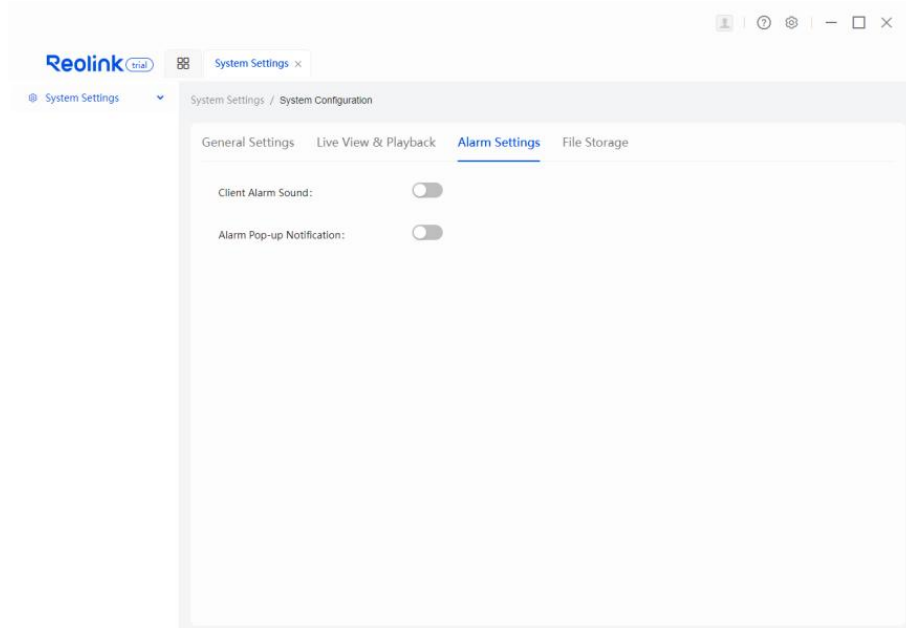 Reolink trial
System Settings ×
System Settings
System Settings / System Configuration
General Settings Live View & Playback Alarm Settings File Storage
Client Alarm Sound:
Alarm Pop-up Notification: